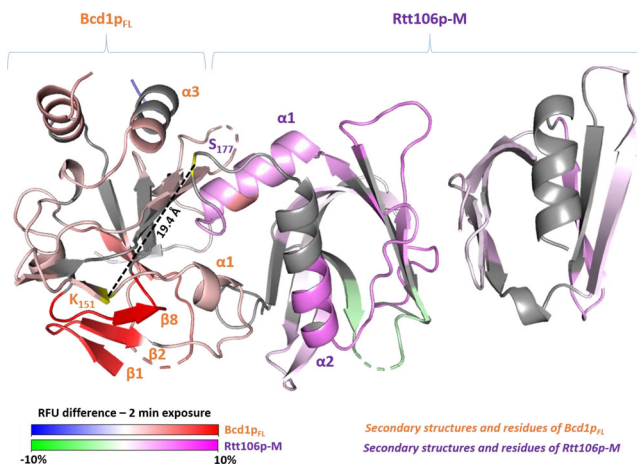 Bcd1pFL
Rtt106p-M
α3
S177
α1
19.4 Å
K151
α1
β8
β2
β1
α2
RFU difference – 2 min exposure
Bcd1pFL
Rtt106p-M
-10%
10%
Secondary structures and residues of Bcd1pFL
Secondary structures and residues of Rtt106p-M